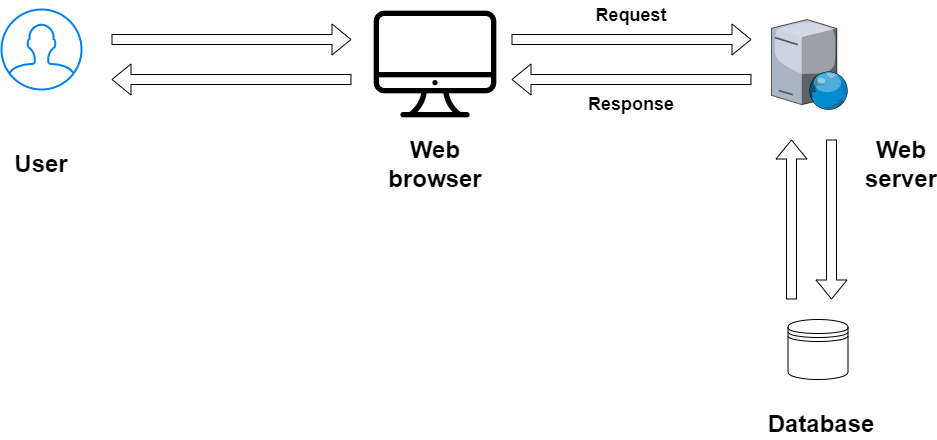 Request
Response
User
Web
browser
Web
server
Database